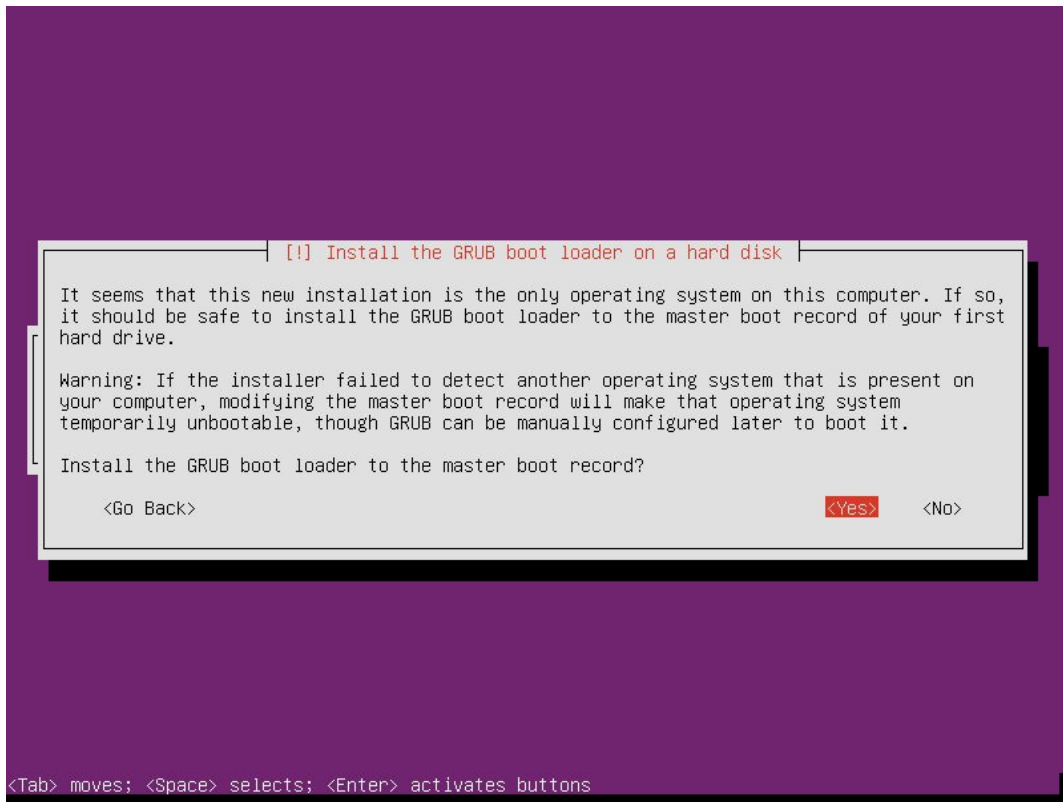 [!] Install the GRUB boot loader on a hard disk
It seems that this new installation is the only operating system on this computer. If so,
it should be safe to install the GRUB boot loader to the master boot record of your first
hard drive.
Warning: If the installer failed to detect another operating system that is present on
your computer, modifying the master boot record will make that operating system
temporarily unbootable, though GRUB can be manually configured later to boot it.
Install the GRUB boot loader to the master boot record?
<Go Back> <Yes> <No>
<Tab> moves; <Space> selects; <Enter> activates buttons